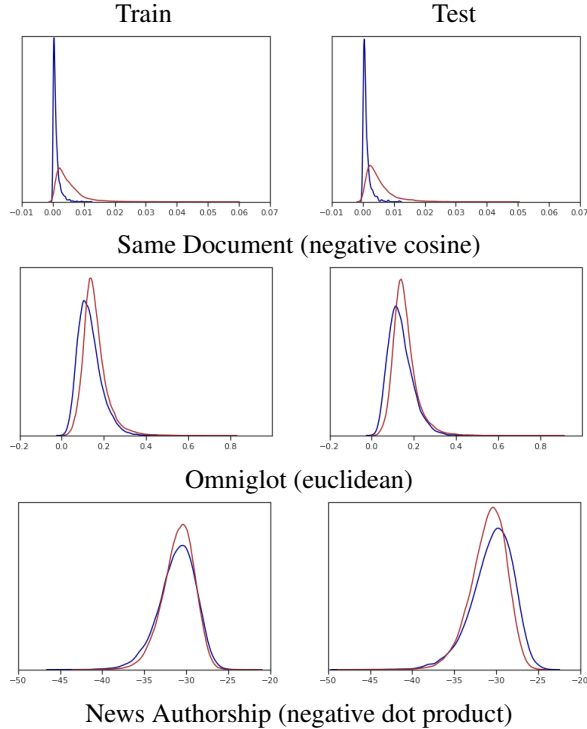 Train Test
−0.01 0.00 0.01 0.02 0.03 0.04 0.05 0.06 0.07 −0.01 0.00 0.01 0.02 0.03 0.04 0.05 0.06 0.07
Same Document (negative cosine)
−0.2 0.0 0.2 0.4 0.6 0.8 −0.2 0.0 0.2 0.4 0.6 0.8
Omniglot (euclidean)
−50 −45 −40 −35 −30 −25 −20 −50 −45 −40 −35 −30 −25 −20
News Authorship (negative dot product)